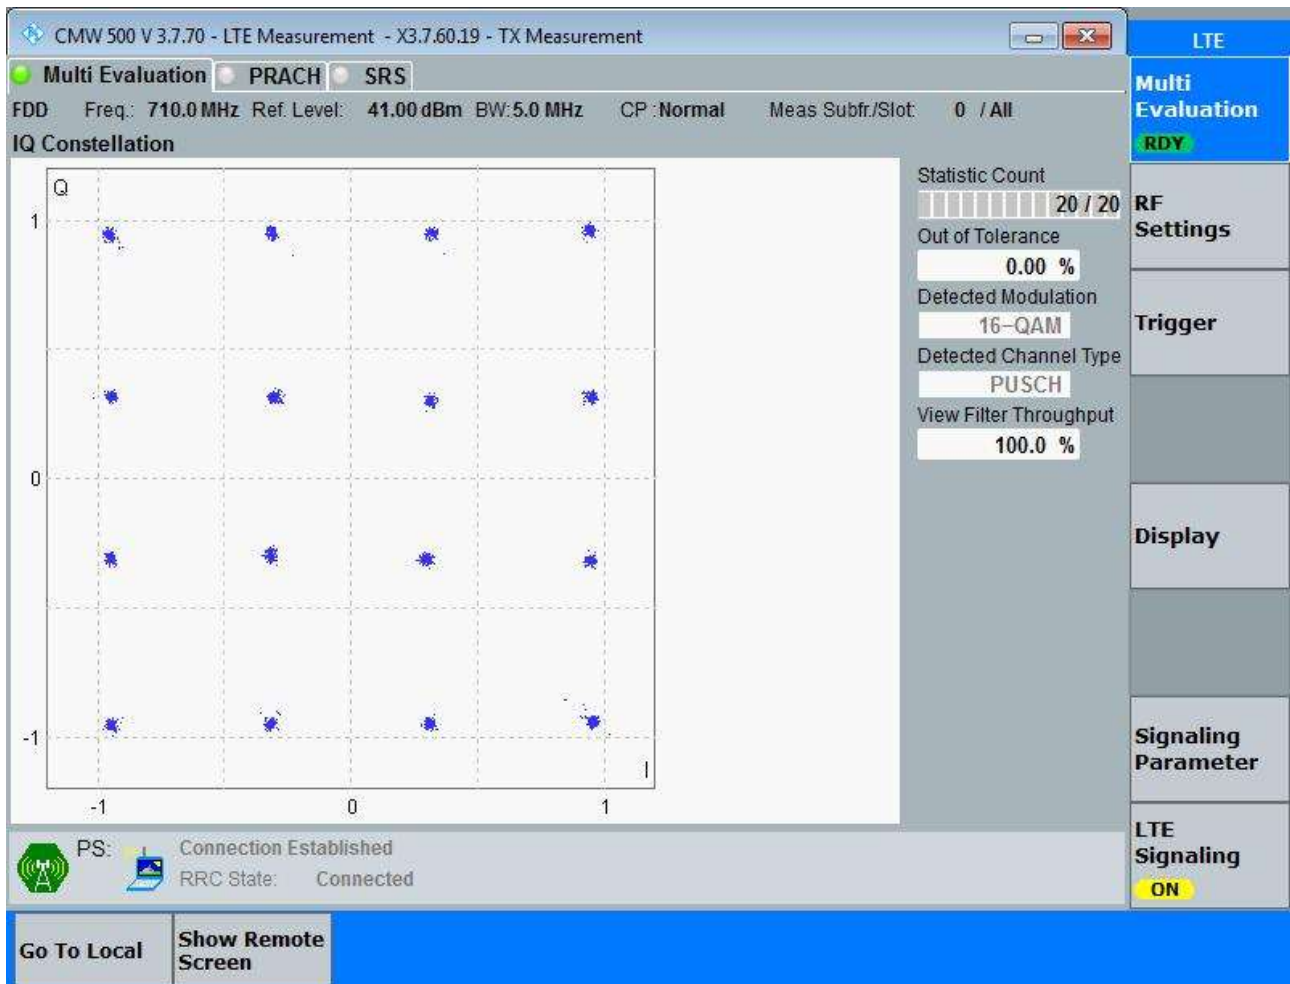 CMW 500 V 3.7.70 - LTE Measurement - X3.7.60.19 - TX Measurement
LTE
Multi Evaluation PRACH SRS
Multi
Evaluation
RDY
FDD Freq.: 710.0 MHz Ref. Level: 41.00 dBm BW: 5.0 MHz CP : Normal Meas Subfr./Slot: 0 / All
IQ Constellation
Q
1
0
-1
I
-1 0 1
Statistic Count
20 / 20
Out of Tolerance
0.00 %
Detected Modulation
16-QAM
Detected Channel Type
PUSCH
View Filter Throughput
100.0 %
RF
Settings
Trigger
Display
Signaling
Parameter
LTE
Signaling
ON
PS: Connection Established
RRC State: Connected
Go To Local
Show Remote
Screen